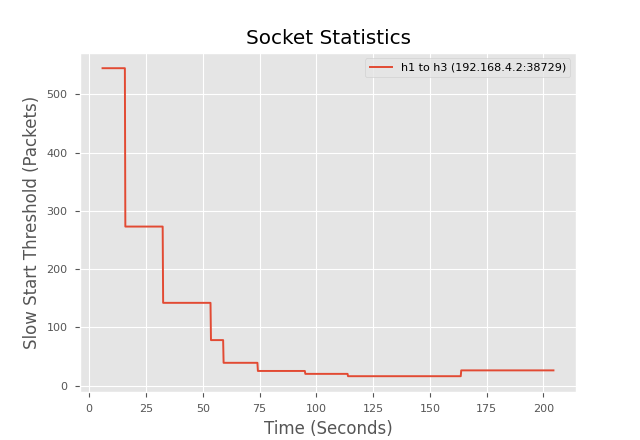 Socket Statistics
h1 to h3 (192.168.4.2:38729)
Slow Start Threshold (Packets)
500
400
300
200
100
0
0 25 50 75 100 125 150 175 200
Time (Seconds)